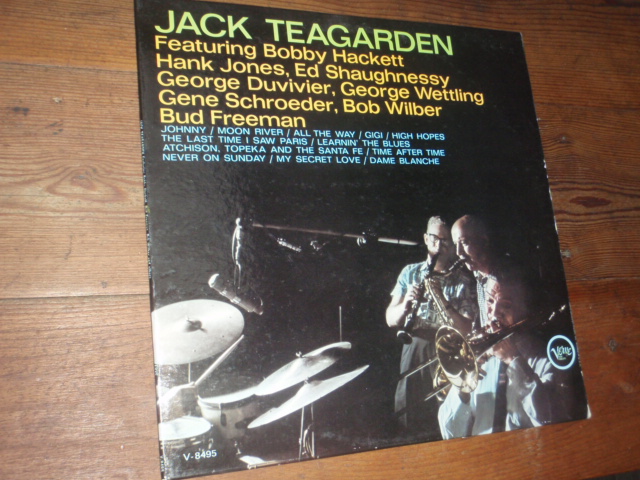 JACK TEAGARDEN
Featuring Bobby Hackett
Hank Jones, Ed Shaughnessy
George Duvivier, George Wettling
Gene Schroeder, Bob Wilber
Bud Freeman
JOHNNY / MOON RIVER / ALL THE WAY / GIGI / HIGH HOPES
THE LAST TIME I SAW PARIS / LEARNIN' THE BLUES
ATCHISON, TOPEKA AND THE SANTA FE / TIME AFTER TIME
NEVER ON SUNDAY / MY SECRET LOVE / DAME BLANCHE
Verve
V-8495